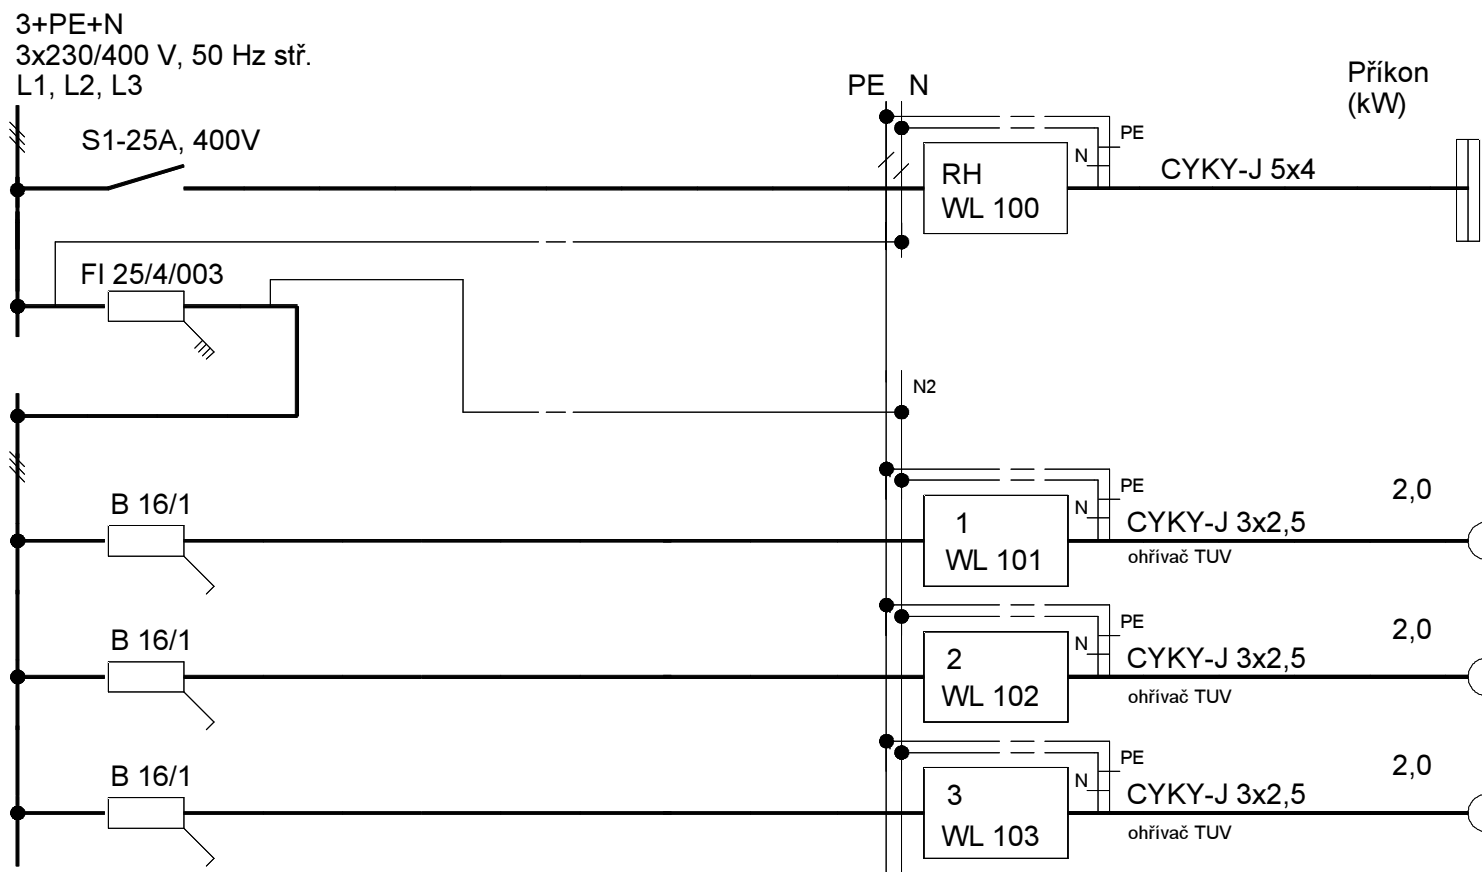 3+PE+N
3x230/400 V, 50 Hz stř.
L1, L2, L3
PE N
Příkon
(kW)
S1-25A, 400V
PE
N
RH
WL 100
CYKY-J 5x4
FI 25/4/003
N2
B 16/1
1
WL 101
PE
N
CYKY-J 3x2,5
ohřívač TUV
2,0
B 16/1
2
WL 102
PE
N
CYKY-J 3x2,5
ohřívač TUV
2,0
B 16/1
3
WL 103
PE
N
CYKY-J 3x2,5
ohřívač TUV
2,0